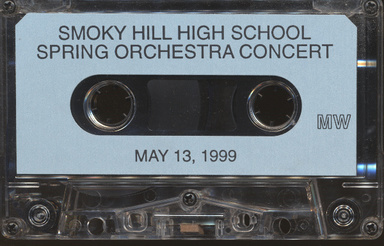 SMOKY HILL HIGH SCHOOL
SPRING ORCHESTRA CONCERT
MW
MAY 13, 1999